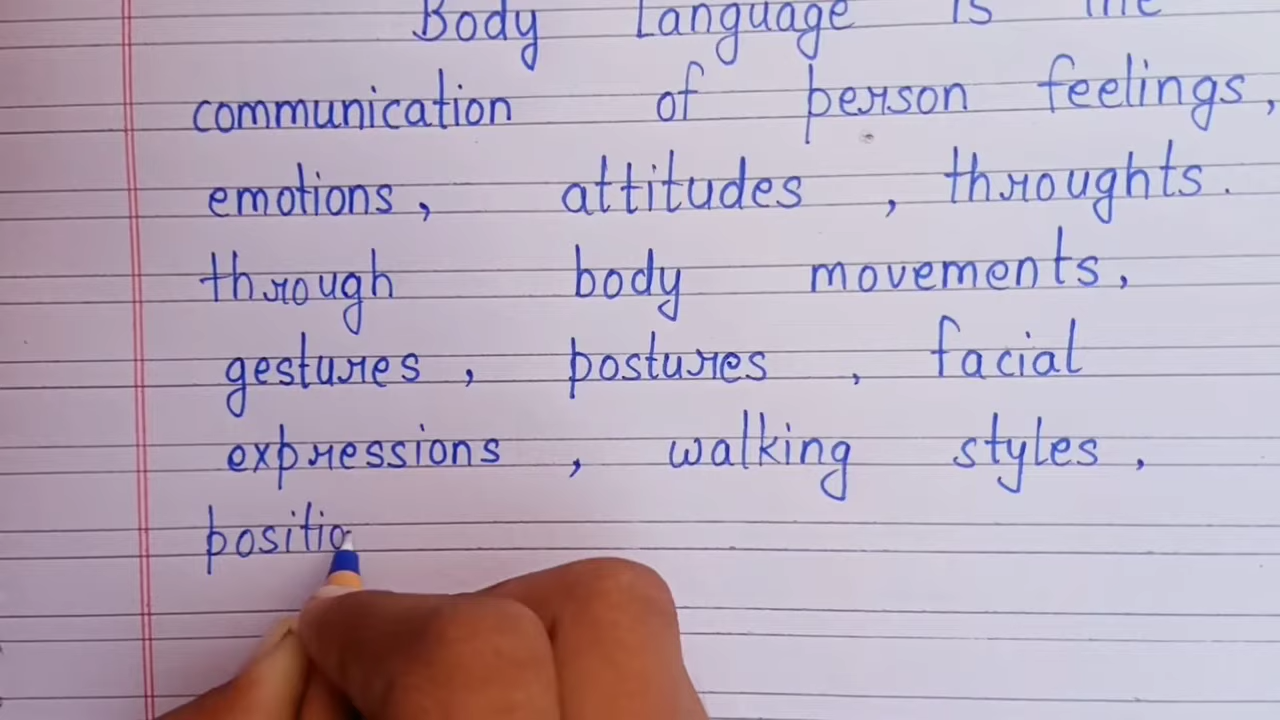 Body Language is the
communication of person feelings,
emotions, attitudes , throughts.
through body movements,
gestures, postures, facial
expressions, walking styles,
positio